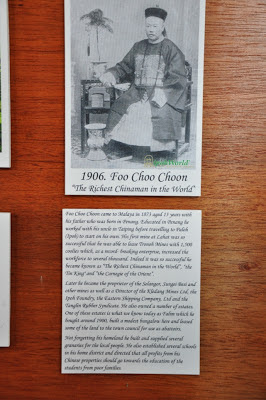 World
1906. Foo Choo Choon
"The Richest Chinaman in the World"
Foo Choo Choon came to Malaya in 1873 aged 13 years with
his father who was born in Penang. Educated in Penang he
worked with his uncle in Taiping before travelling to Paleh
(Ipoh) to start on his own. His first mine at Lahat was so
successful that he was able to lease Tronoh Mines with 1,000
coolies which, as a record-breaking enterprise, increased the
workforce to several thousand. Indeed it was so successful he
became known as "The Richest Chinaman in the World", "the
Tin King" and "the Carnegie of the Orient".
Later he became the proprietor of the Selangor, Sungei Besi and
other mines as well as a Director of the Kledang Mines Ltd, the
Ipoh Foundry, the Eastern Shipping Company, Ltd and the
Tanglin Rubber Syndicate. He also owned a number of estates.
One of these estates is what we know today as Falim which he
bought around 1900, built a modest bungalow here and leased
some of the land to the town council for use as abattoirs.
Not forgetting his homeland he built and supplied several
granaries for the local people. He also established several schools
in his home district and directed that all profits from his
Chinese properties should go towards the education of the
students from poor families.